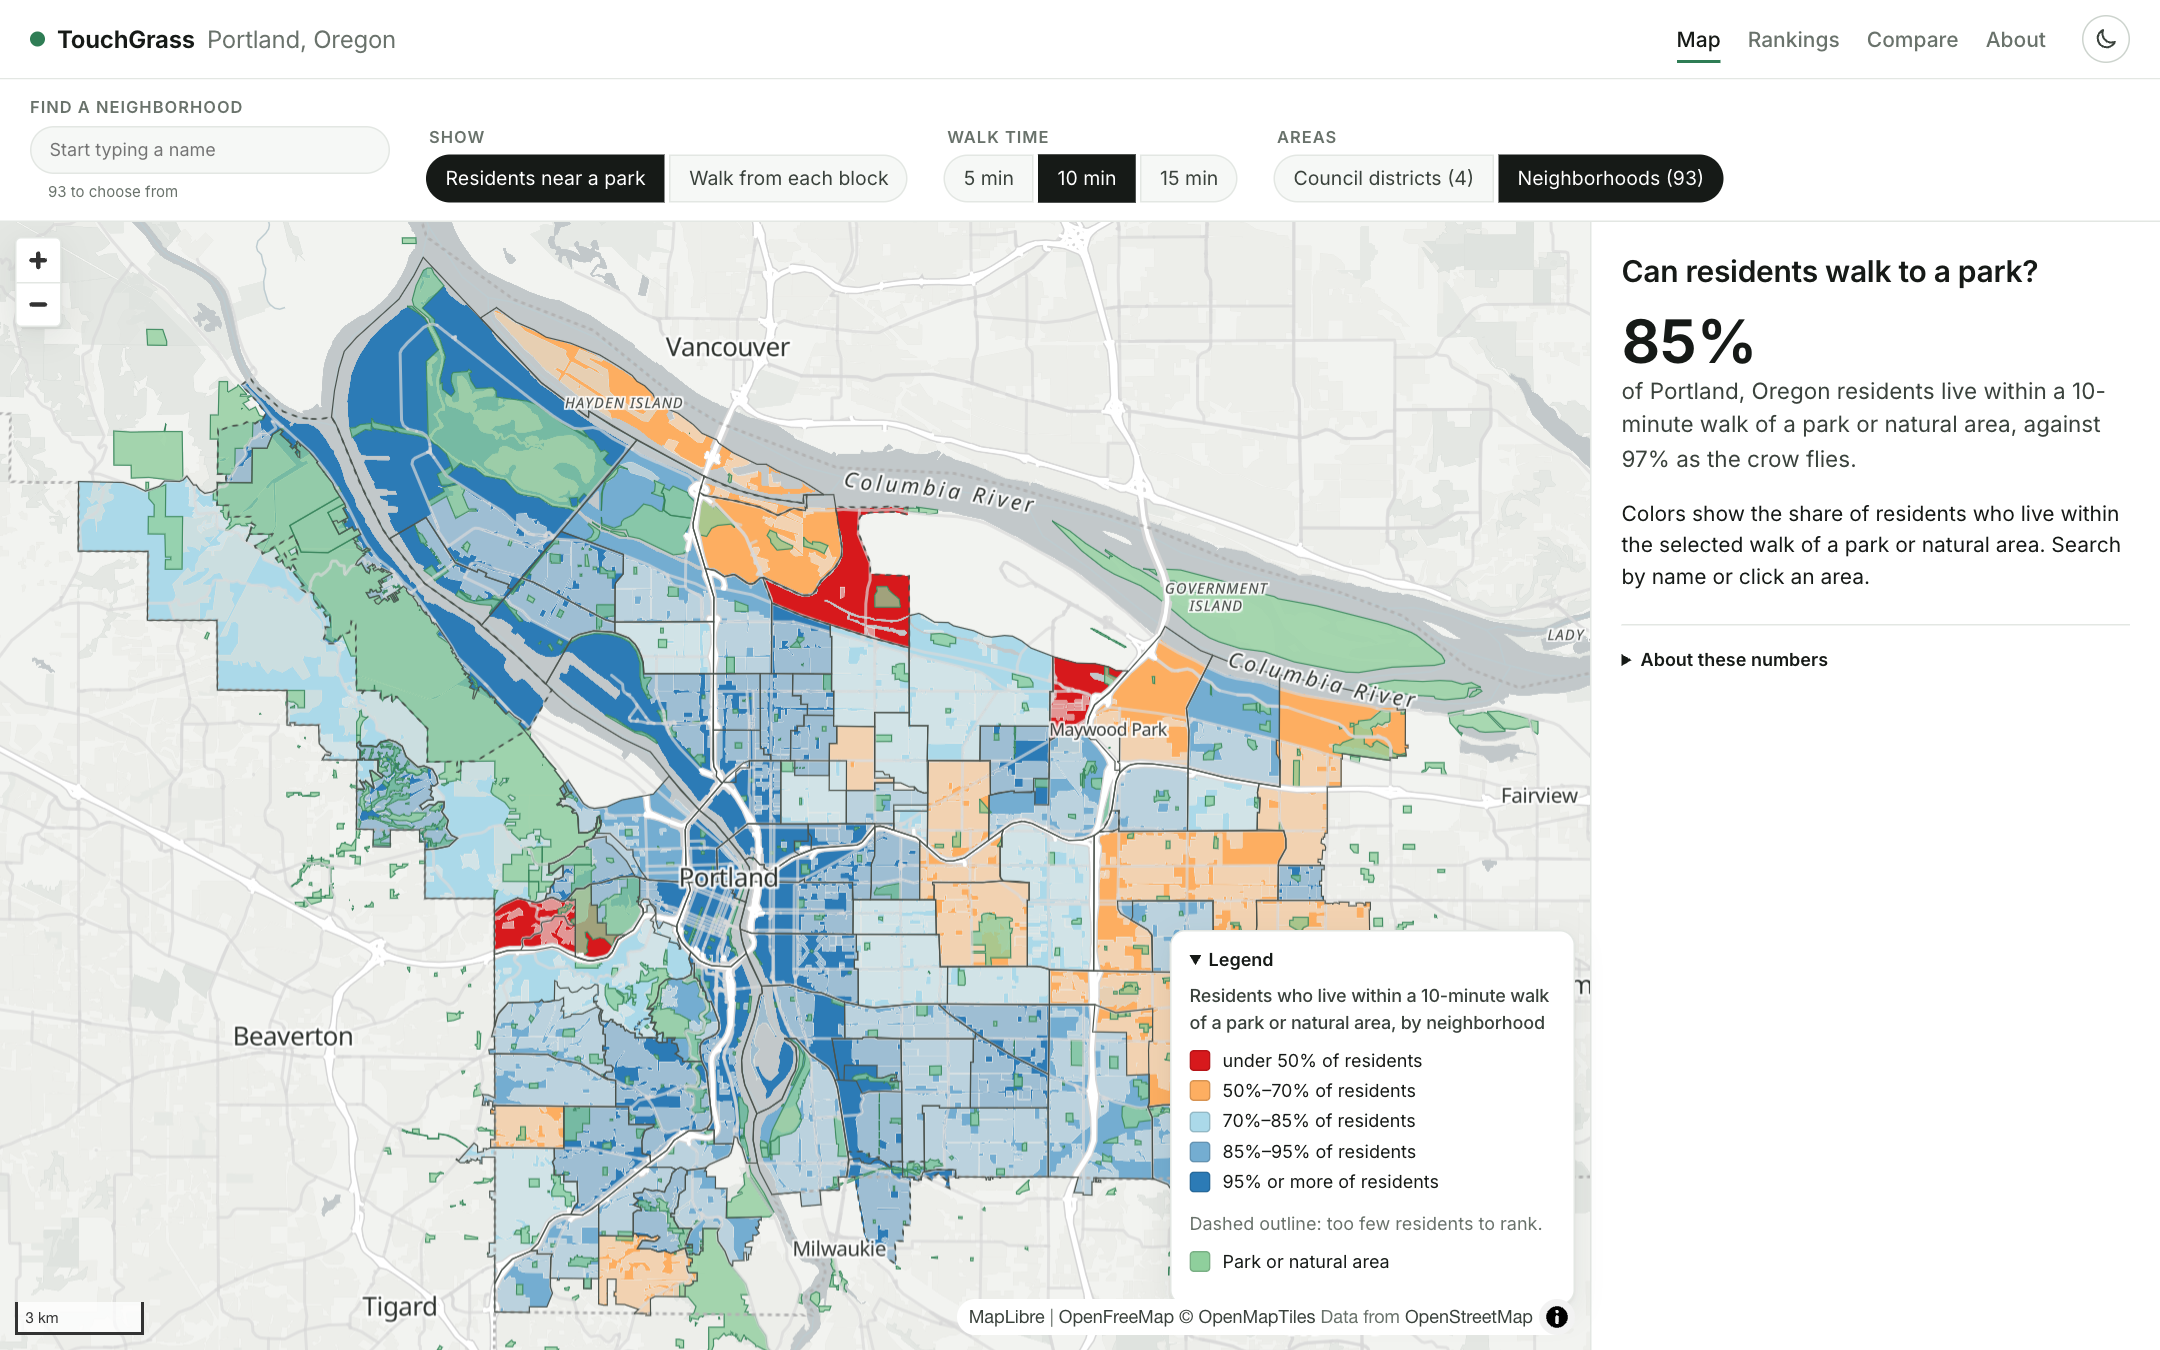 TouchGrass Portland, Oregon
Map Rankings Compare About
FIND A NEIGHBORHOOD
Start typing a name
93 to choose from
SHOW
Residents near a park Walk from each block
WALK TIME
5 min 10 min 15 min
AREAS
Council districts (4) Neighborhoods (93)
+
−
Vancouver
HAYDEN ISLAND
Columbia River
GOVERNMENT
ISLAND
LADY
Columbia River
Maywood Park
Fairview
Portland
Beaverton
m
Milwaukie
Tigard
3 km
Legend
Residents who live within a 10-minute walk
of a park or natural area, by neighborhood
under 50% of residents
50%–70% of residents
70%–85% of residents
85%–95% of residents
95% or more of residents
Dashed outline: too few residents to rank.
Park or natural area
MapLibre | OpenFreeMap © OpenMapTiles Data from OpenStreetMap
Can residents walk to a park?
85%
of Portland, Oregon residents live within a 10-
minute walk of a park or natural area, against
97% as the crow flies.
Colors show the share of residents who live within
the selected walk of a park or natural area. Search
by name or click an area.
About these numbers